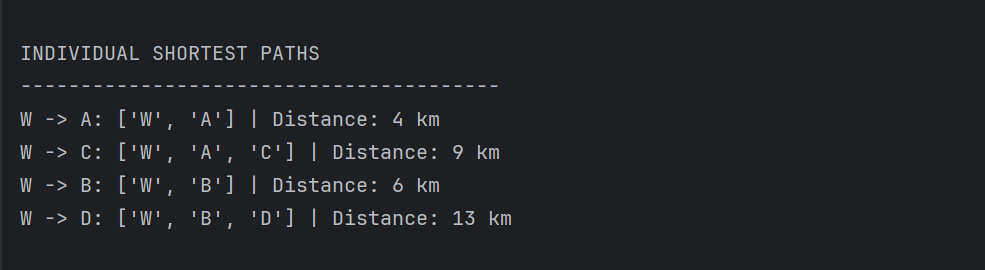 INDIVIDUAL SHORTEST PATHS
----------------------------------------
W -> A: ['W', 'A'] | Distance: 4 km
W -> C: ['W', 'A', 'C'] | Distance: 9 km
W -> B: ['W', 'B'] | Distance: 6 km
W -> D: ['W', 'B', 'D'] | Distance: 13 km